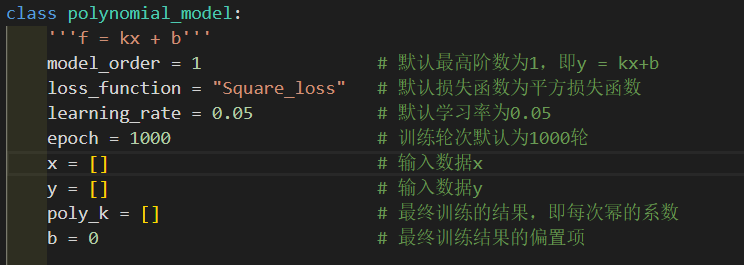 class polynomial_model:
'''f = kx + b'''
model_order = 1 # 默认最高阶数为1，即y = kx+b
loss_function = "Square_loss" # 默认损失函数为平方损失函数
learning_rate = 0.05 # 默认学习率为0.05
epoch = 1000 # 训练轮次默认为1000轮
x = [] # 输入数据x
y = [] # 输入数据y
poly_k = [] # 最终训练的结果，即每次幂的系数
b = 0 # 最终训练结果的偏置项